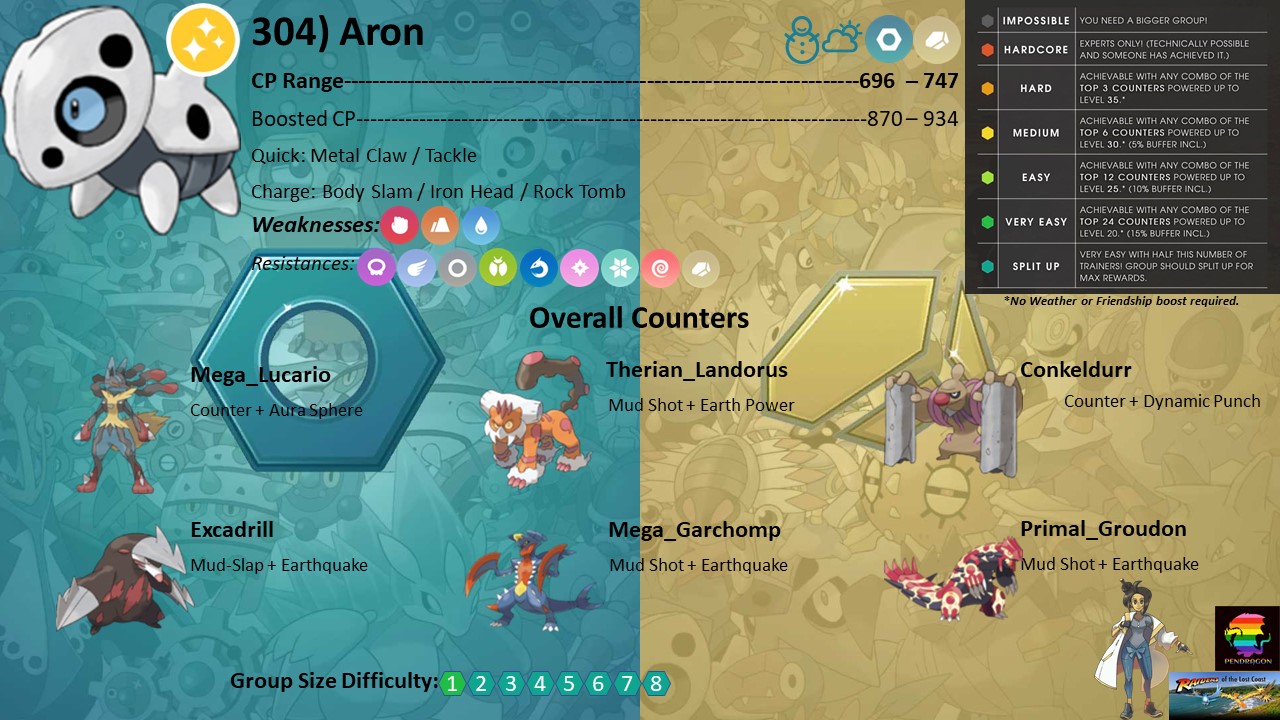 304) Aron
CP Range-----------------------------------------------------------------------------------------696 – 747
Boosted CP-----------------------------------------------------------------------------------------870 – 934
Quick: Metal Claw / Tackle
Charge: Body Slam / Iron Head / Rock Tomb
Weaknesses:
Resistances:
IMPOSSIBLE YOU NEED A BIGGER GROUP!
HARDCORE EXPERTS ONLY! (TECHNICALLY POSSIBLE
AND SOMEONE HAS ACHIEVED IT.)
HARD ACHIEVABLE WITH ANY COMBO OF THE
TOP 3 COUNTERS POWERED UP TO
LEVEL 35.*
MEDIUM ACHIEVABLE WITH ANY COMBO OF THE
TOP 6 COUNTERS POWERED UP TO
LEVEL 30.* (5% BUFFER INCL.)
EASY ACHIEVABLE WITH ANY COMBO OF THE
TOP 12 COUNTERS POWERED UP TO
LEVEL 25.* (10% BUFFER INCL.)
VERY EASY ACHIEVABLE WITH ANY COMBO OF THE
TOP 24 COUNTERS POWERED UP TO
LEVEL 20.* (15% BUFFER INCL.)
SPLIT UP VERY EASY WITH HALF THIS NUMBER OF
TRAINERS! GROUP SHOULD SPLIT UP FOR
MAX REWARDS.
*No Weather or Friendship boost required.
Overall Counters
Mega_Lucario
Counter + Aura Sphere
Therian_Landorus
Mud Shot + Earth Power
Conkeldurr
Counter + Dynamic Punch
Excadrill
Mud-Slap + Earthquake
Mega_Garchomp
Mud Shot + Earthquake
Primal_Groudon
Mud Shot + Earthquake
Group Size Difficulty: 1 2 3 4 5 6 7 8
PENDRAGON
RAIDERS of the Lost Coast